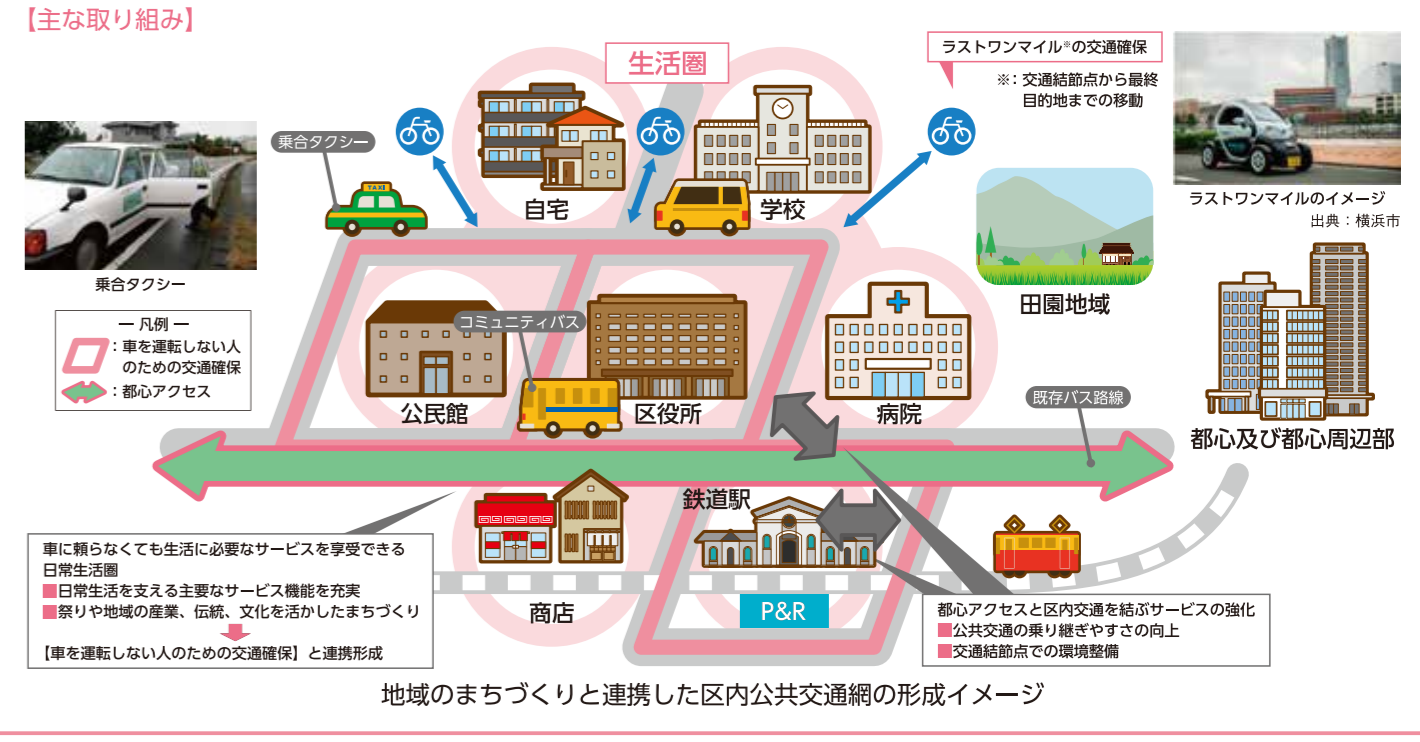 【主な取り組み】
生活圏
ラストワンマイル※の交通確保
※：交通結節点から最終
目的地までの移動
乗合タクシー
TAXI
自宅
学校
ラストワンマイルのイメージ
出典：横浜市
乗合タクシー
田園地域
― 凡例 ―
：車を運転しない人
のための交通確保
：都心アクセス
コミュニティバス
公民館
区役所
病院
既存バス路線
都心及び都心周辺部
鉄道駅
車に頼らなくても生活に必要なサービスを享受できる
日常生活圏
■日常生活を支える主要なサービス機能を充実
■祭りや地域の産業、伝統、文化を活かしたまちづくり
【車を運転しない人のための交通確保】と連携形成
商店
P&R
都心アクセスと区内交通を結ぶサービスの強化
■公共交通の乗り継ぎやすさの向上
■交通結節点での環境整備
地域のまちづくりと連携した区内公共交通網の形成イメージ